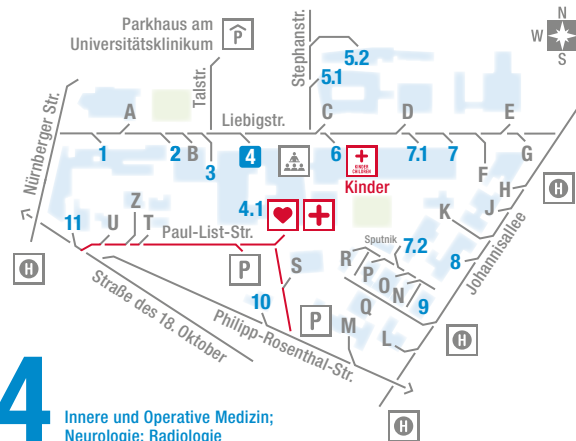 Parkhaus am
Universitätsklinikum
P
N
W
S
Stephanstr.
5.2
5.1
Talstr.
Nürnberger Str.
A
Liebigstr.
C
D
E
1
2
B
3
4
6
KINDER
CHILDREN
Kinder
7.1
7
F
G
H
H
4.1
Z
11
U
T
Paul-List-Str.
K
J
Johannisallee
Sputnik
7.2
8
H
P
S
R
P
O
N
Q
9
Straße des 18. Oktober
10
Philipp-Rosenthal-Str.
P
M
L
H
H
4
Innere und Operative Medizin;
Neurologie; Radiologie